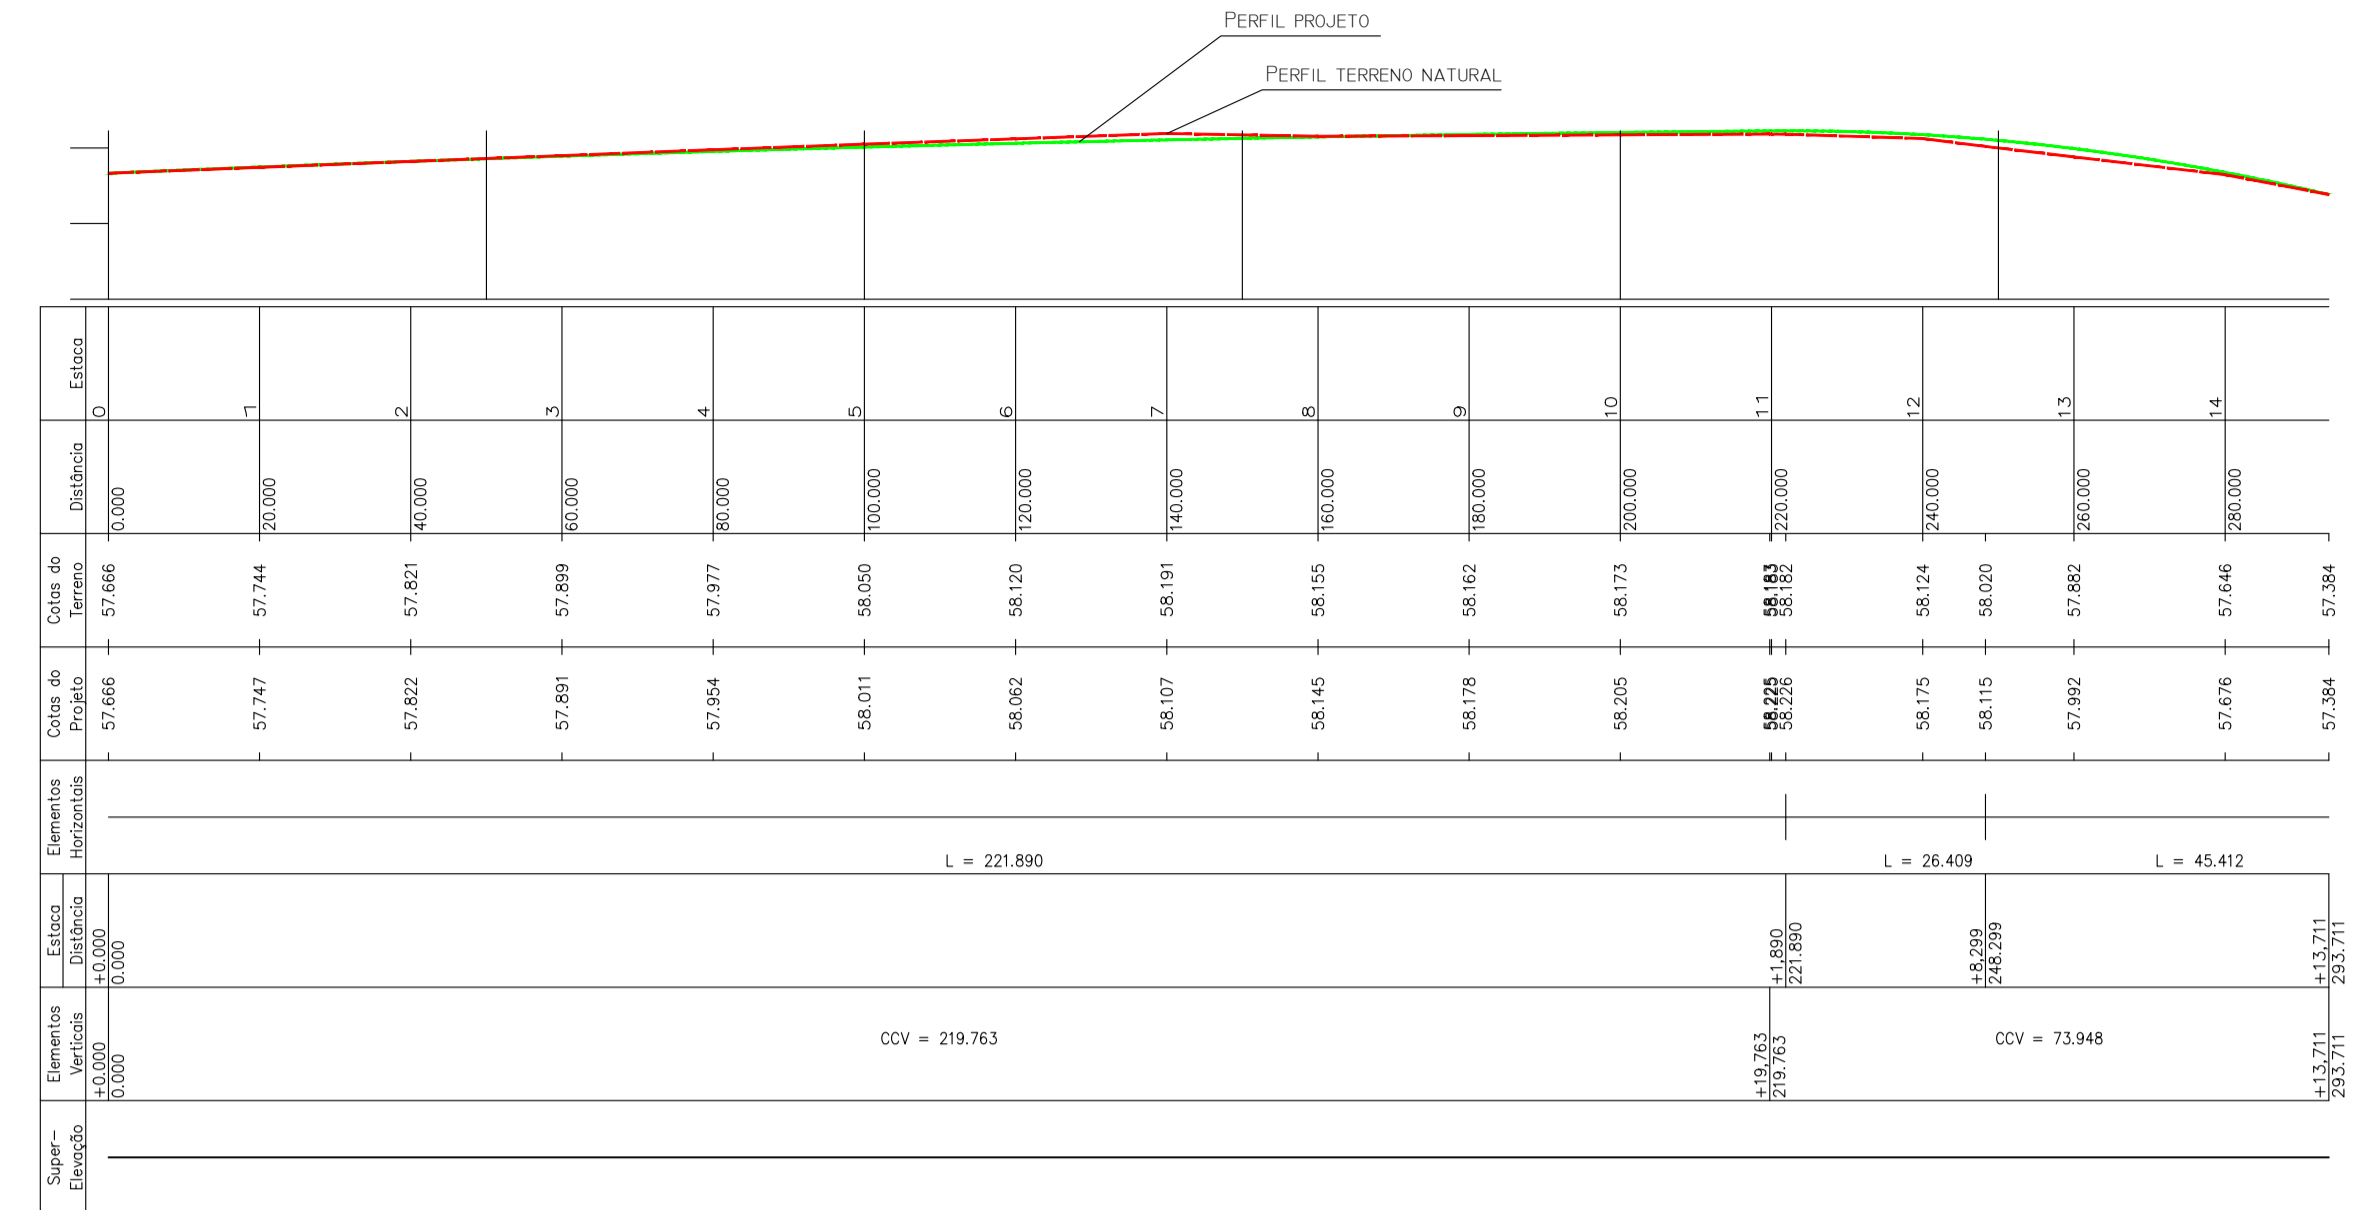 PERFIL PROJETO
PERFIL TERRENO NATURAL
Estaca
0 1 2 3 4 5 6 7 8 9 10 11 12 13 14
Distância
0.000 20.000 40.000 60.000 80.000 100.000 120.000 140.000 160.000 180.000 200.000 220.000 240.000 260.000 280.000
Cotas do
Terreno
57.666 57.744 57.821 57.899 57.977 58.050 58.120 58.191 58.155 58.162 58.173 58.183 58.182 58.124 58.020 57.882 57.646 57.384
Cotas do
Projeto
57.666 57.747 57.822 57.891 57.954 58.011 58.062 58.107 58.145 58.178 58.205 58.225 58.226 58.175 58.115 57.992 57.676 57.384
Elementos
Horizontais
L = 221.890 L = 26.409 L = 45.412
Estaca
Distância
+0.000 +1,890 +8,299 +13,711
0.000 221.890 248.299 293.711
Elementos
Verticais
CCV = 219.763 CCV = 73.948
+0.000 +19,763 +13,711
0.000 219.763 293.711
Super-
Elevação